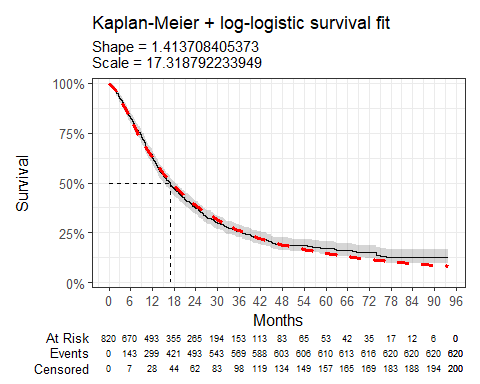 Kaplan-Meier + log-logistic survival fit
Shape = 1.413708405373
Scale = 17.318792233949
100%
75%
50%
25%
0%
Survival
0 6 12 18 24 30 36 42 48 54 60 66 72 78 84 90 96
Months
At Risk 820 670 493 355 265 194 153 113 83 65 53 42 35 17 12 6 0
Events 0 143 299 421 493 543 569 588 603 606 610 613 616 620 620 620 620
Censored 0 7 28 44 62 83 98 119 134 149 157 165 169 183 188 194 200